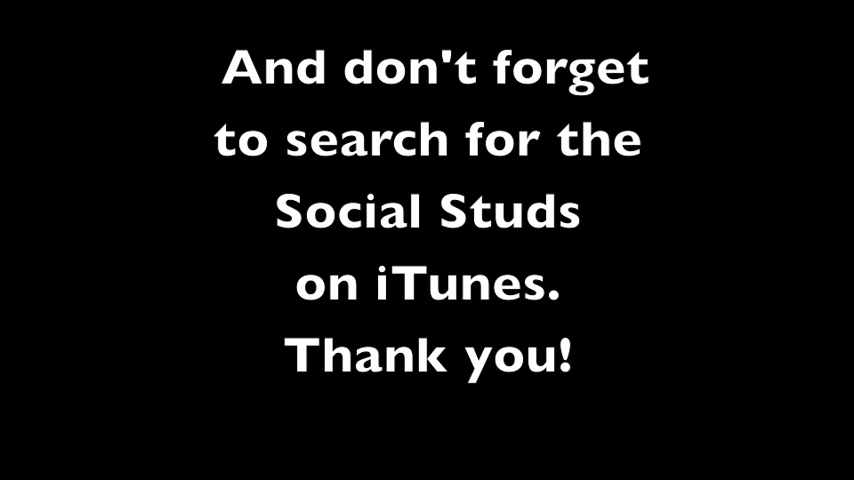 And don't forget
to search for the
Social Studs
on iTunes.
Thank you!